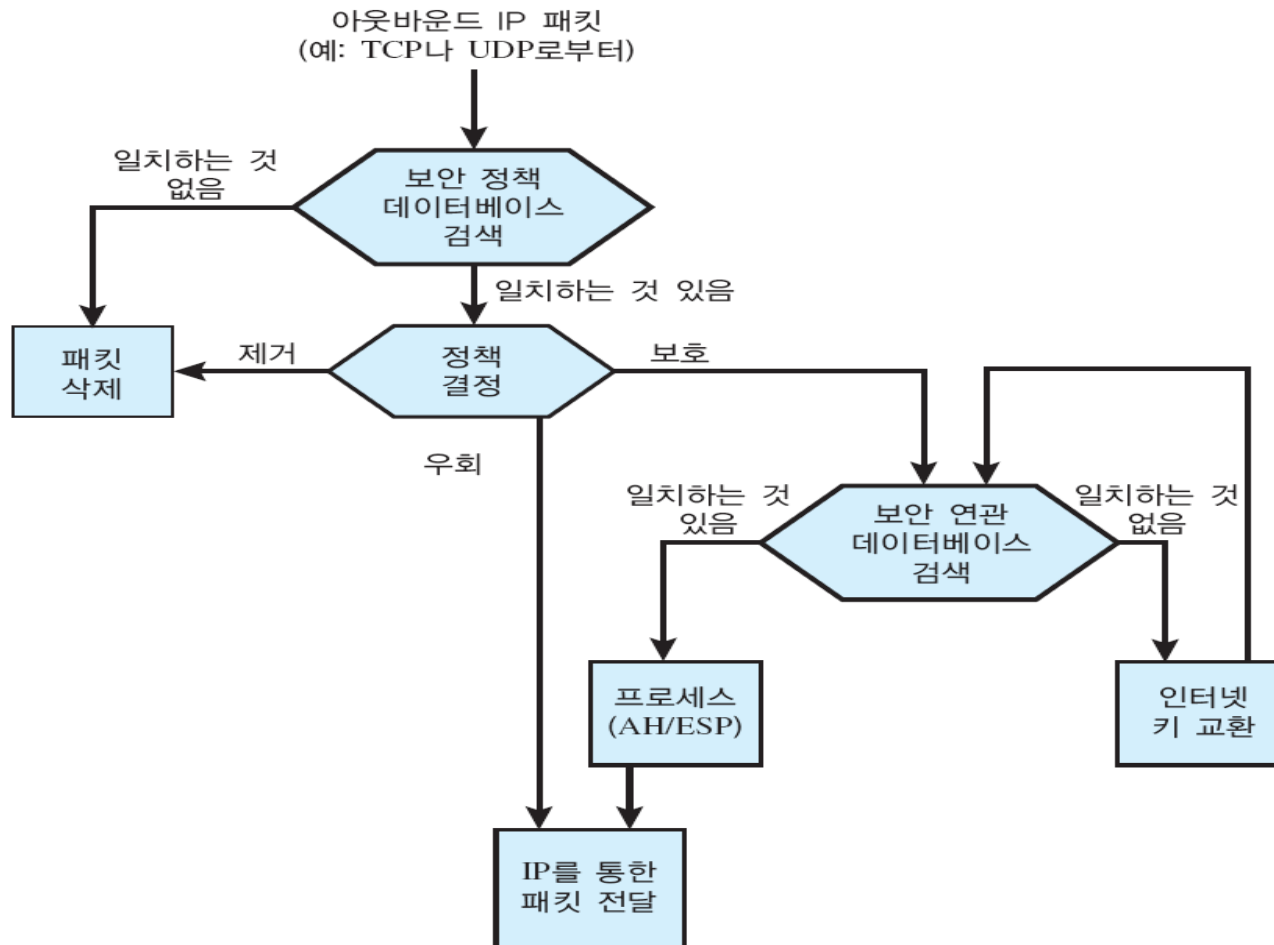 아웃바운드 IP 패킷
(예: TCP나 UDP로부터)
일치하는 것
없음
보안 정책
데이터베이스
검색
일치하는 것 있음
패킷
삭제
제거
정책
결정
보호
우회
일치하는 것
있음
보안 연관
데이터베이스
검색
일치하는 것
없음
프로세스
(AH/ESP)
인터넷
키 교환
IP를 통한
패킷 전달